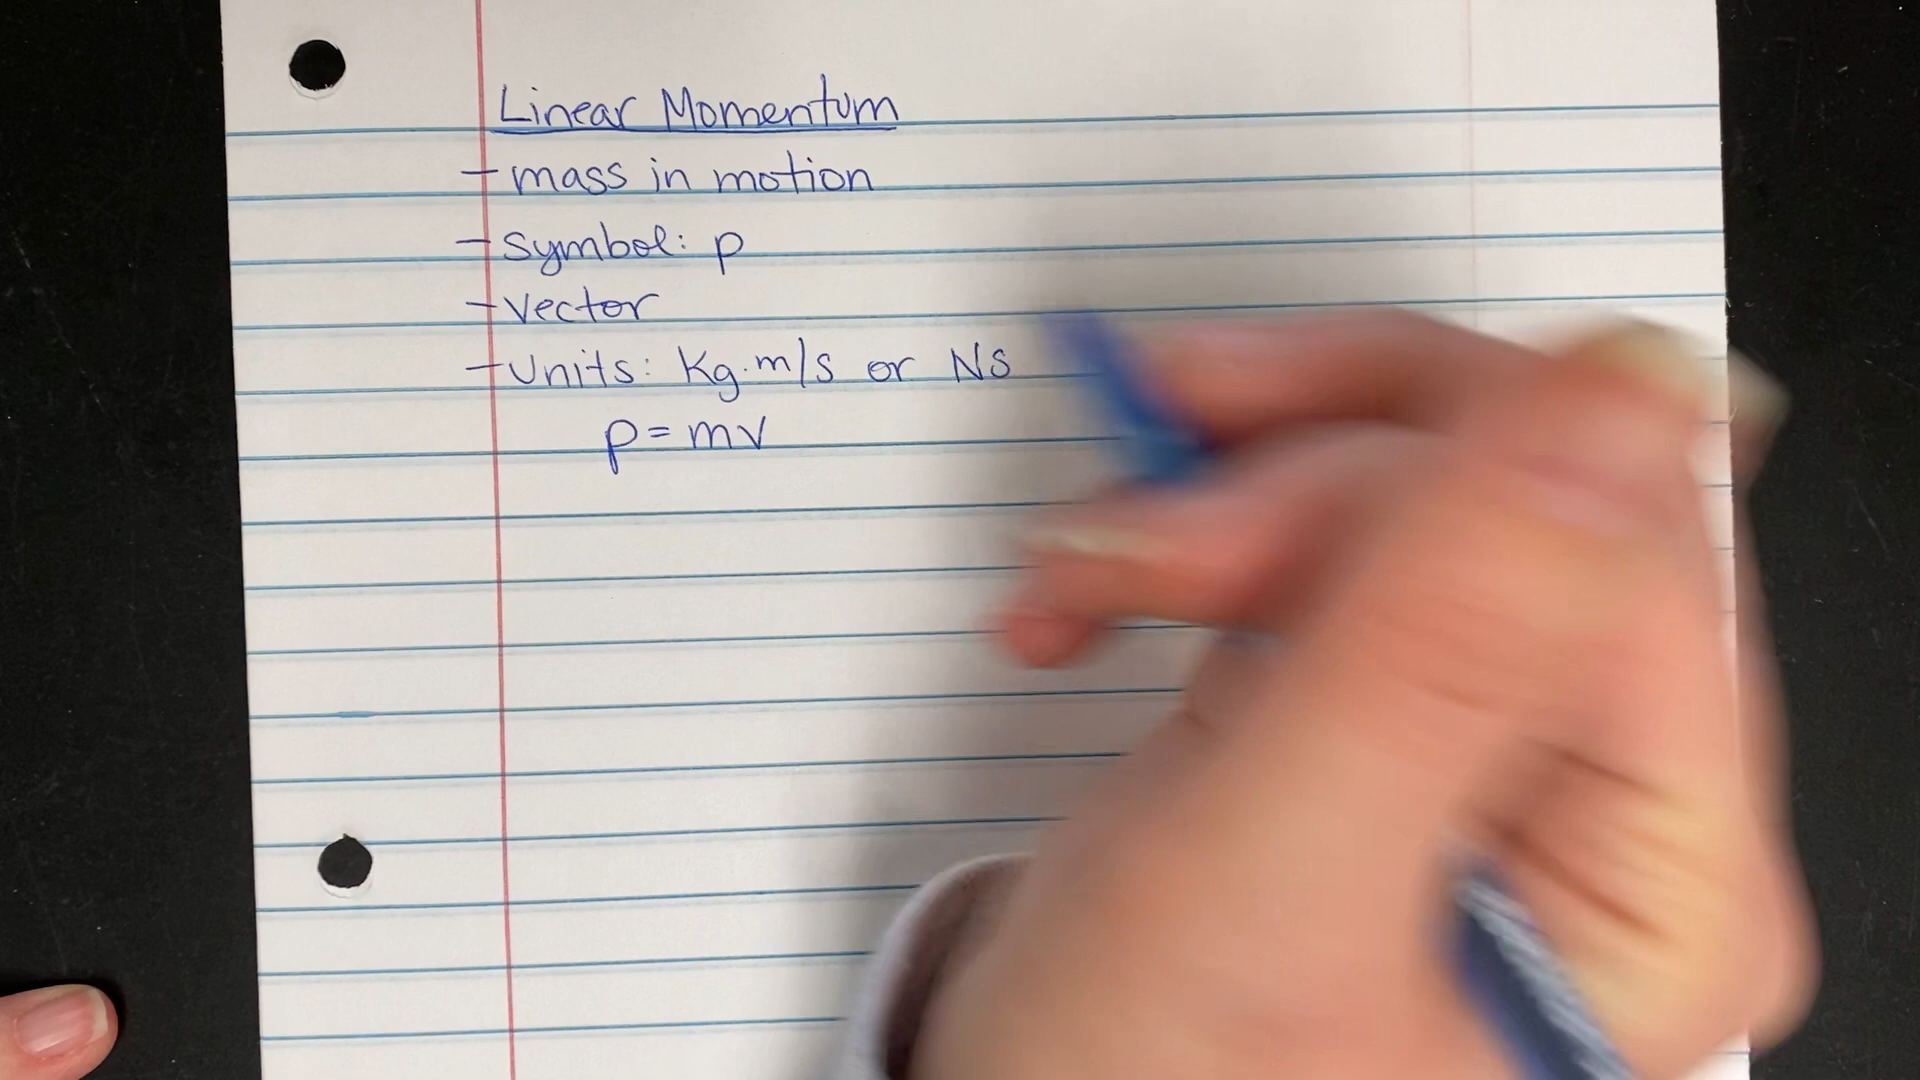 Linear Momentum
- mass in motion
- Symbol: p
- Vector
- Units: Kg·m/s or Ns
p = mv